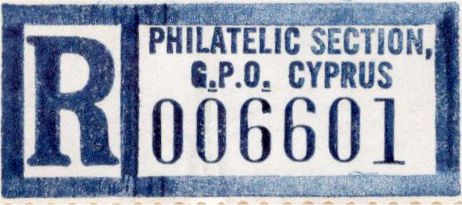 R
PHILATELIC SECTION,
G.P.O. CYPRUS
006601